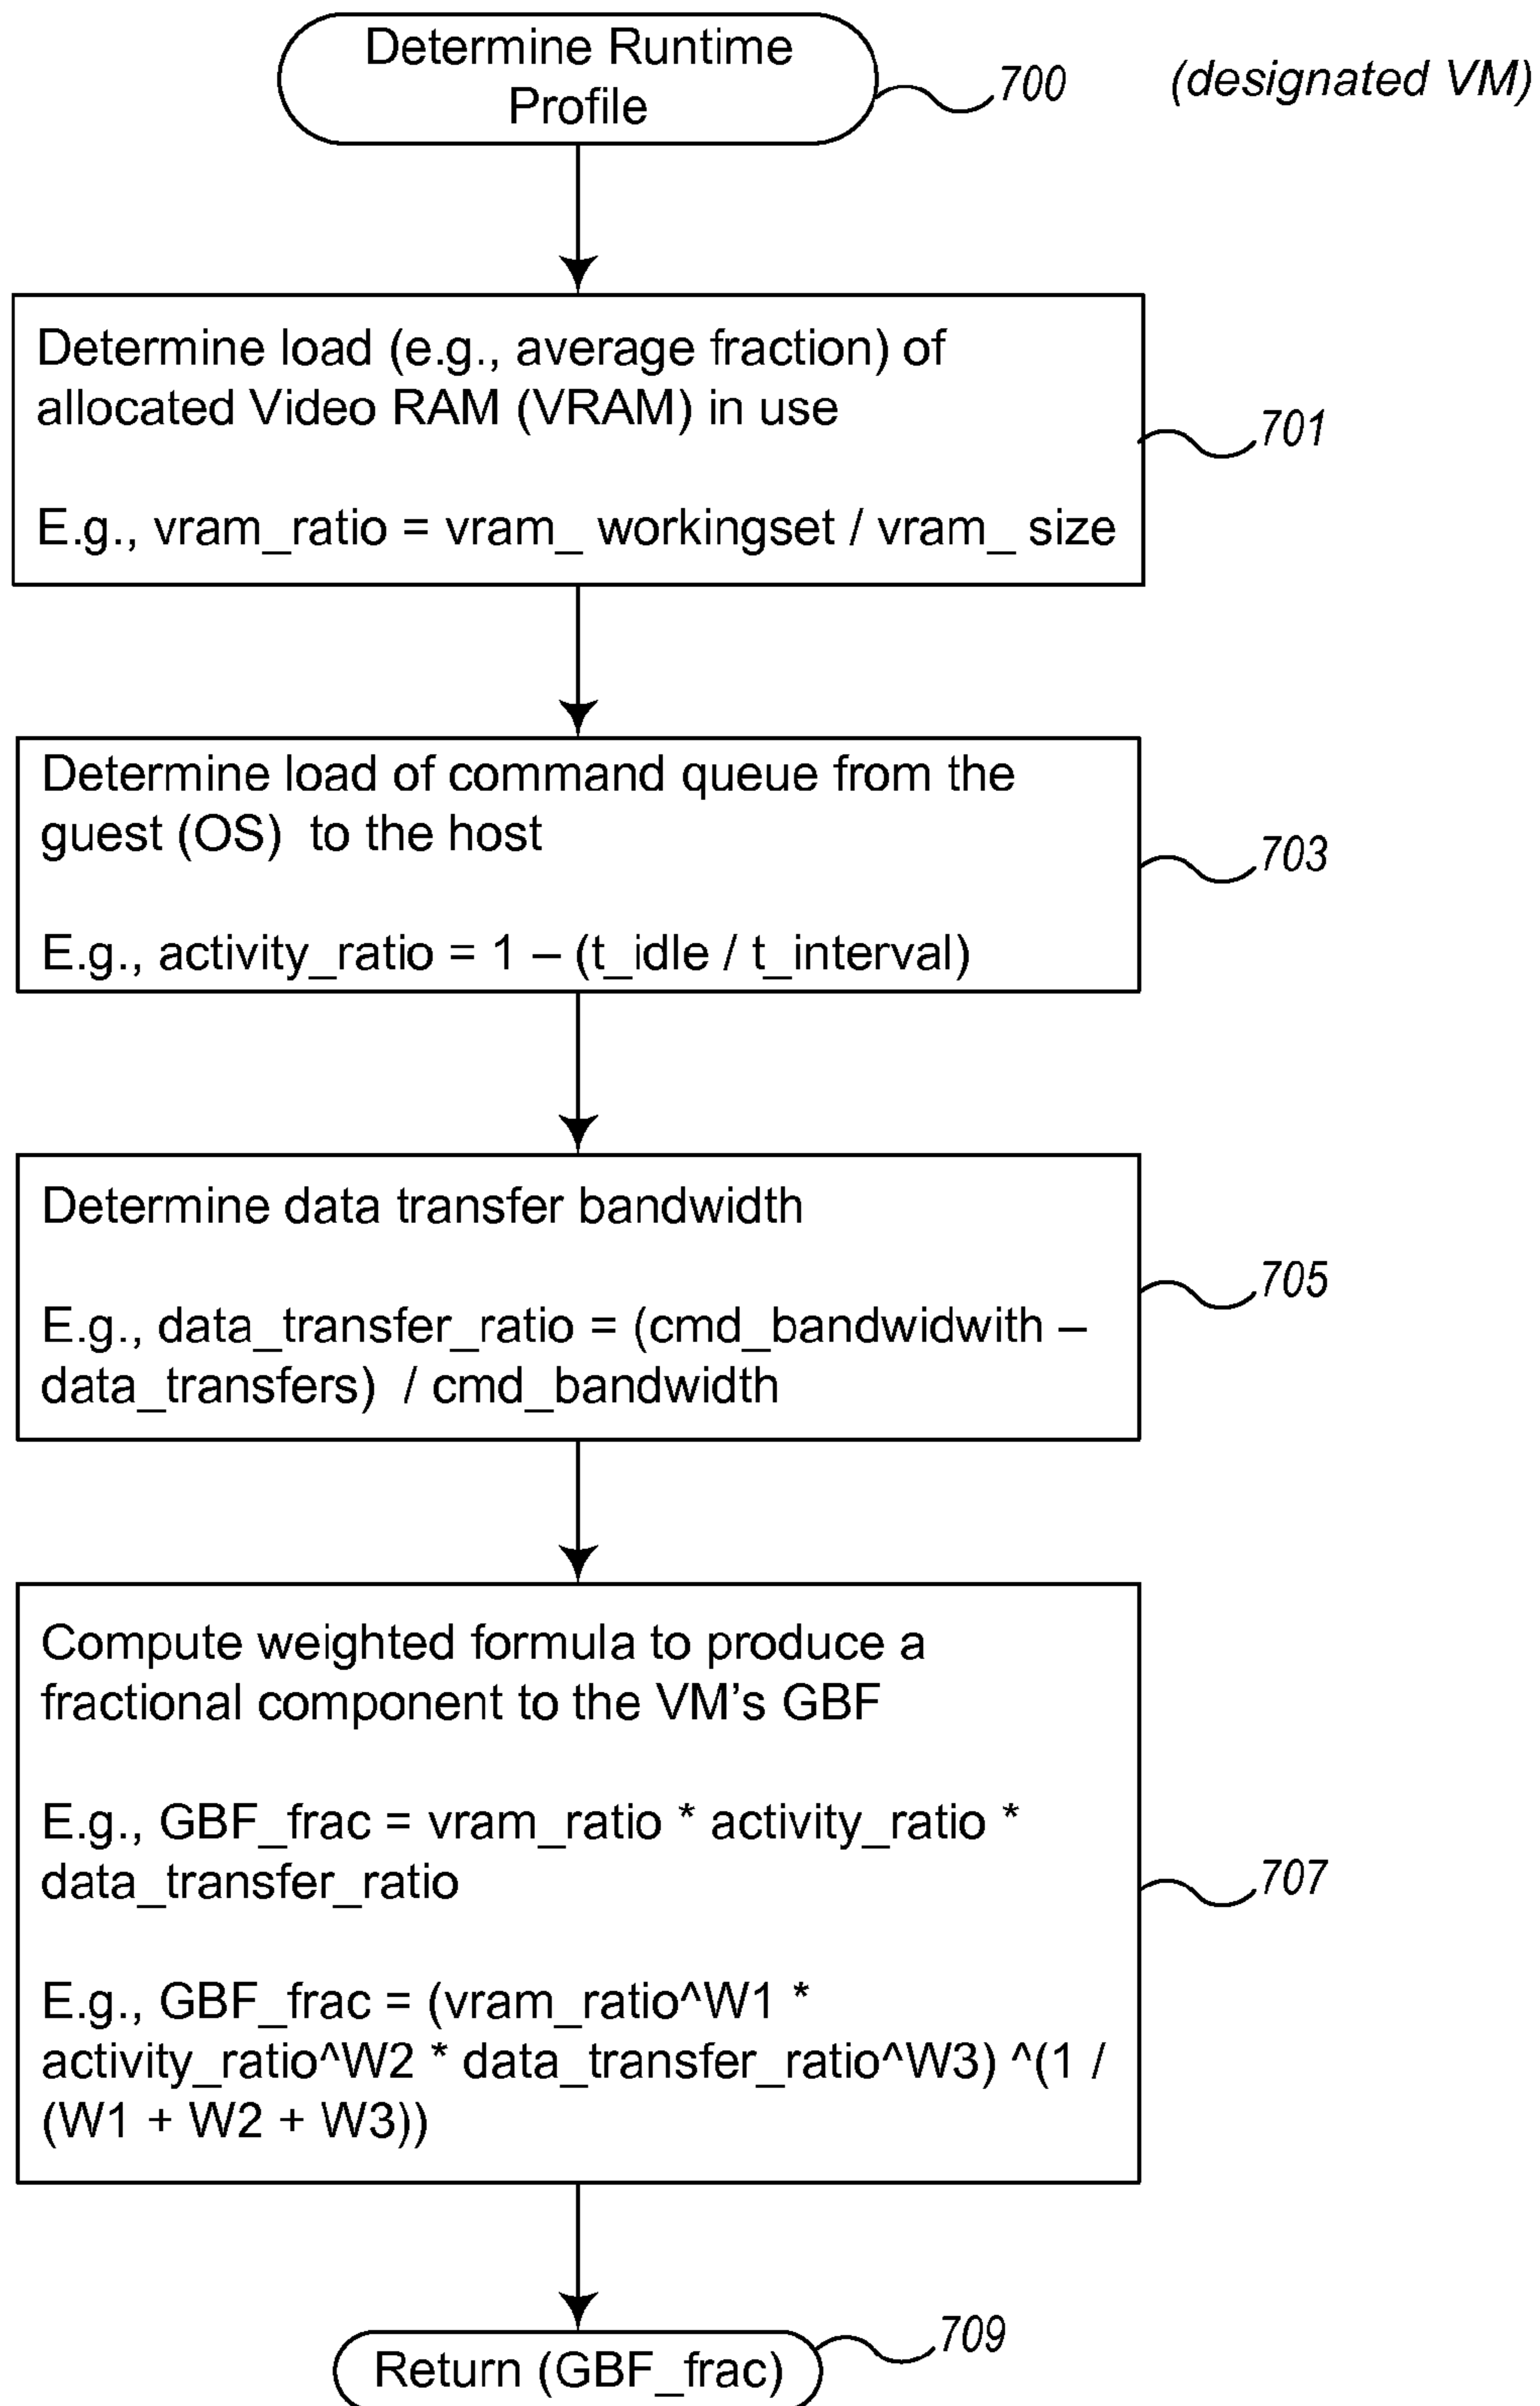 Determine Runtime
Profile
700
(designated VM)
Determine load (e.g., average fraction) of
allocated Video RAM (VRAM) in use
E.g., vram_ratio = vram_ workingset / vram_ size
701
Determine load of command queue from the
guest (OS)  to the host
E.g., activity_ratio = 1 – (t_idle / t_interval)
703
Determine data transfer bandwidth
E.g., data_transfer_ratio = (cmd_bandwidwith –
data_transfers)  / cmd_bandwidth
705
Compute weighted formula to produce a
fractional component to the VM's GBF
E.g., GBF_frac = vram_ratio * activity_ratio *
data_transfer_ratio
E.g., GBF_frac = (vram_ratio^W1 *
activity_ratio^W2 * data_transfer_ratio^W3) ^(1 /
(W1 + W2 + W3))
707
Return (GBF_frac)
709